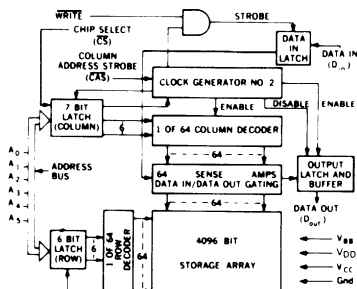 WRITE
STROBE
CHIP SELECT
(CS)
DATA
IN
LATCH
DATA IN
(Din)
COLUMN
ADDRESS STROBE
(CAS)
CLOCK GENERATOR NO 2
ENABLE
DISABLE
ENABLE
7 BIT
LATCH
(COLUMN)
6
1 OF 64 COLUMN DECODER
64
A0
A1
A2
A3
A4
A5
ADDRESS
BUS
64 SENSE AMPS
DATA IN/DATA OUT GATING
OUTPUT
LATCH AND
BUFFER
64
DATA OUT
(Dout)
6 BIT
LATCH
(ROW)
6
1 OF 64
ROW
DECODER
64
4096 BIT
STORAGE ARRAY
VBB
VDD
VCC
Gnd